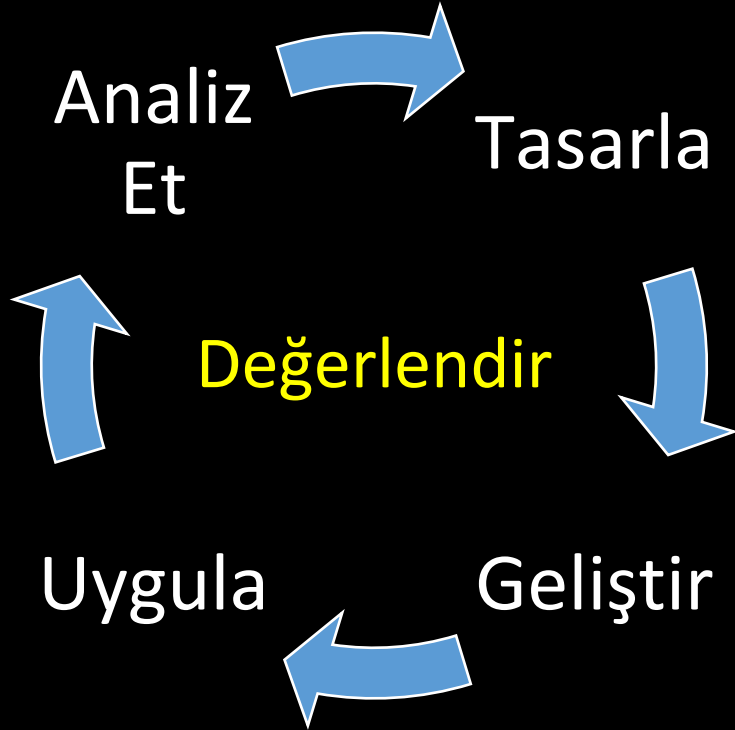 Analiz
Et
Tasarla
Değerlendir
Uygula
Geliştir